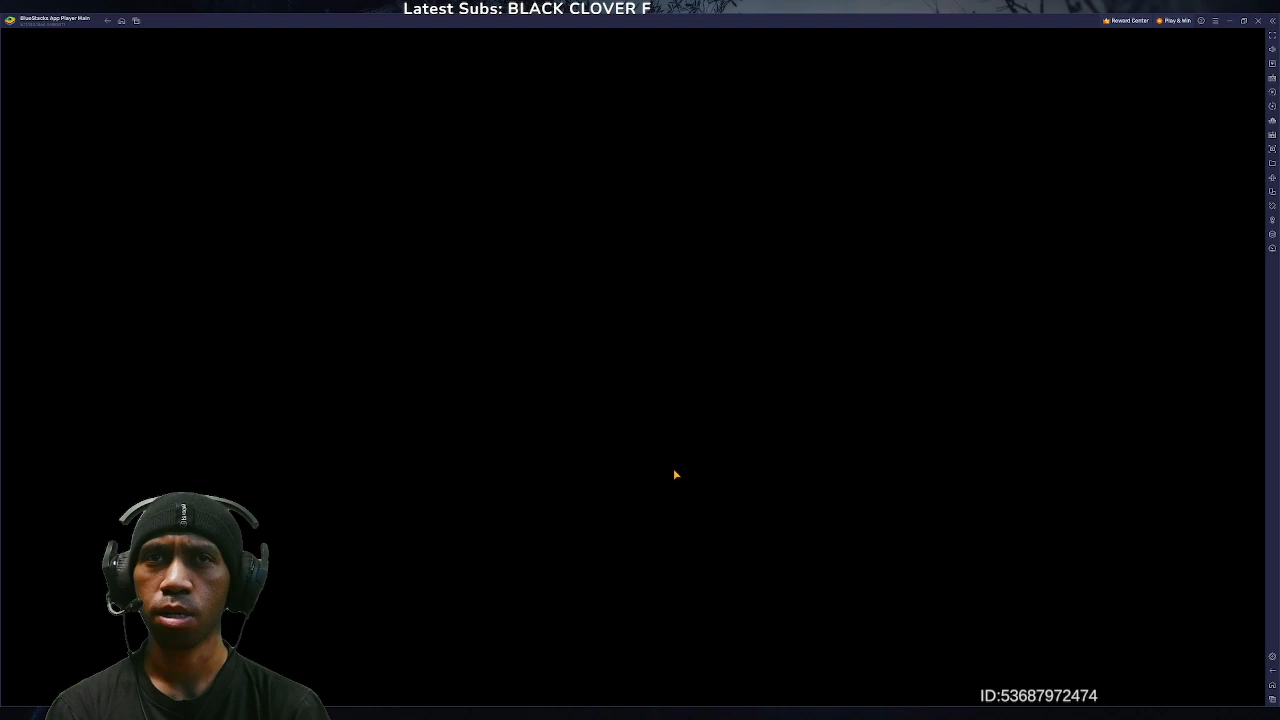 Latest Subs: BLACK CLOVER F
BlueStacks App Player Main
Reward Center
Play & Win
ID:53687972474